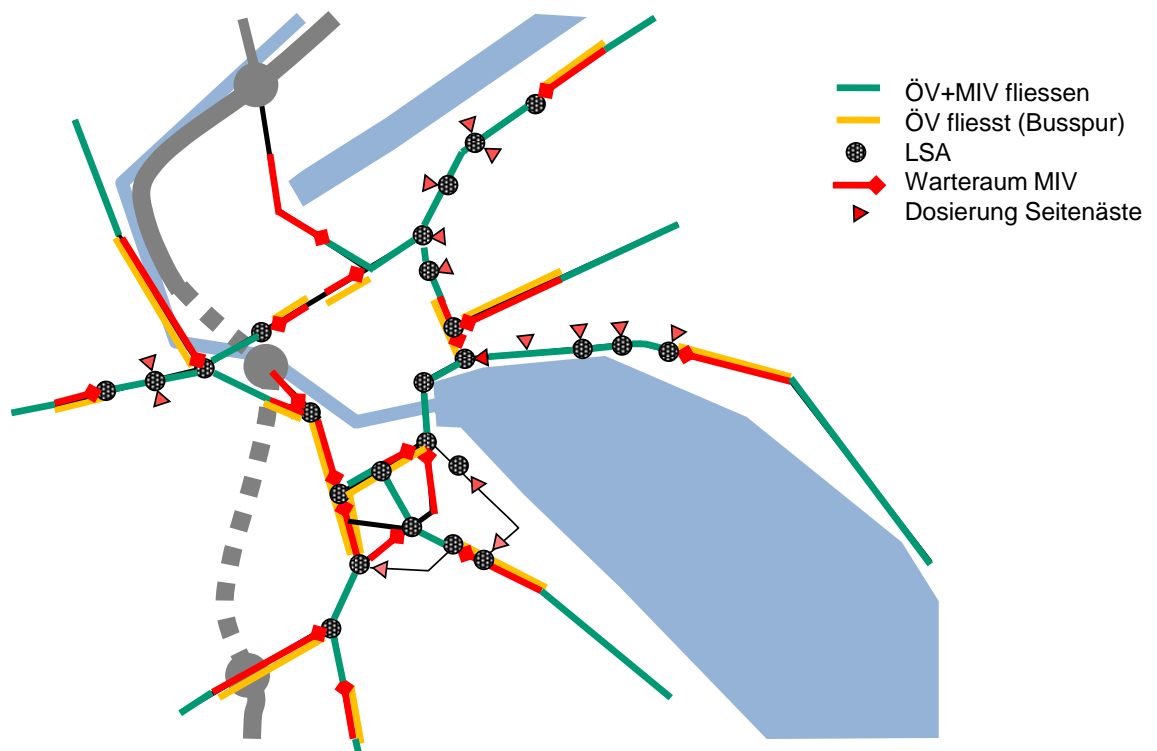 ÖV+MIV fliessen
ÖV fliesst (Busspur)
LSA
Warteraum MIV
Dosierung Seitenäste